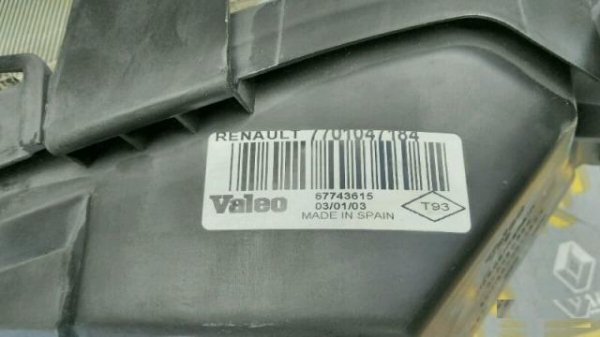 RENAULT 7701047184
Valeo
67743615
03/01/03
MADE IN SPAIN
T93